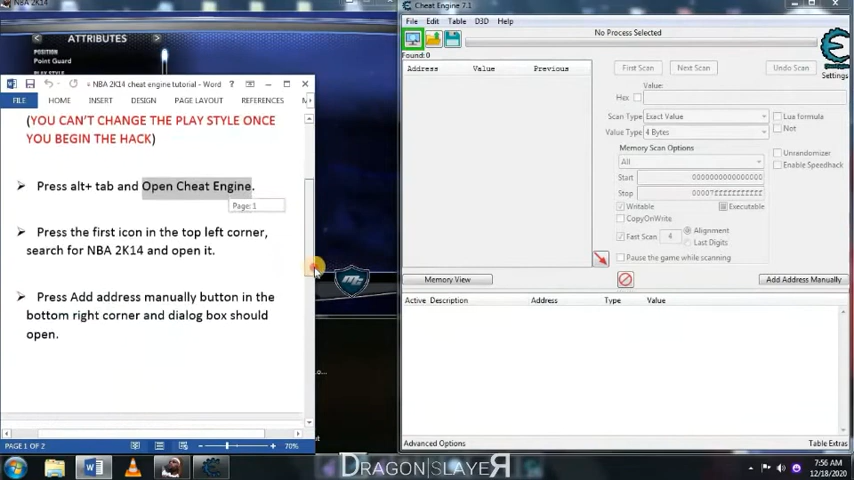 NBA 2K14
ATTRIBUTES
POSITION
Point Guard
NBA 2K14 cheat engine tutorial - Word
FILE HOME INSERT DESIGN PAGE LAYOUT REFERENCES
(YOU CAN'T CHANGE THE PLAY STYLE ONCE
YOU BEGIN THE HACK)
Press alt+ tab and Open Cheat Engine.
Page: 1
Press the first icon in the top left corner,
search for NBA 2K14 and open it.
Press Add address manually button in the
bottom right corner and dialog box should
open.
PAGE 1 OF 2
70%
Cheat Engine 7.1
File Edit Table D3D Help
No Process Selected
Found: 0
Address Value Previous
First Scan Next Scan Undo Scan
Settings
Value:
Hex
Scan Type Exact Value
Lua formula
Not
Value Type 4 Bytes
Memory Scan Options
All
Unrandomizer
Enable Speedhack
Start 0000000000000000
Stop 00007fffffffffff
Writable Executable
CopyOnWrite
Fast Scan 4 Alignment
Last Digits
Pause the game while scanning
Memory View
Add Address Manually
Active Description Address Type Value
Advanced Options
Table Extras
DRAGON|SLAYER
7:56 AM
12/18/2020